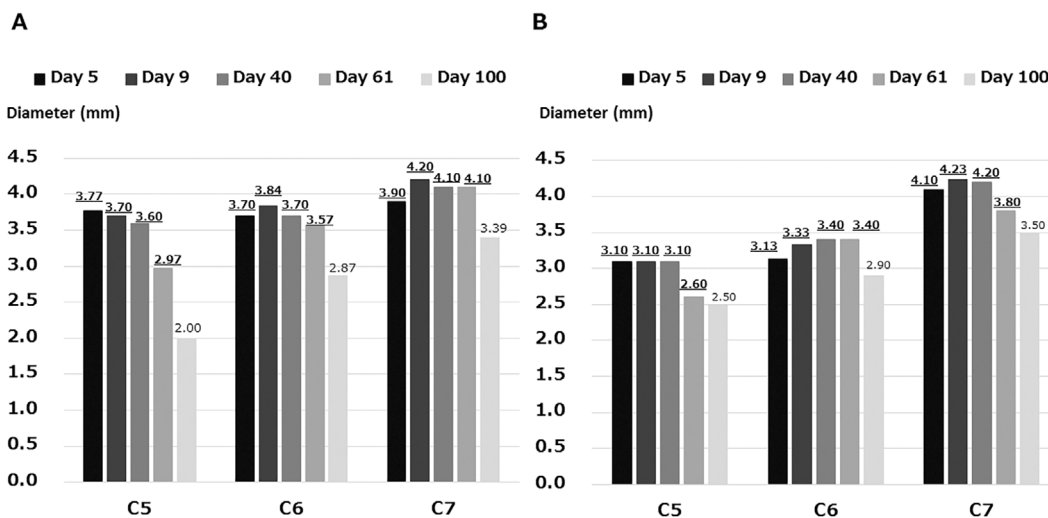 A
Day 5 Day 9 Day 40 Day 61 Day 100
Diameter (mm)
4.5
4.0
3.5
3.0
2.5
2.0
1.5
1.0
0.5
0.0
3.77 3.70 3.60 2.97 2.00
3.70 3.84 3.70 3.57 2.87
3.90 4.20 4.10 4.10 3.39
C5 C6 C7
B
Day 5 Day 9 Day 40 Day 61 Day 100
Diameter (mm)
4.5
4.0
3.5
3.0
2.5
2.0
1.5
1.0
0.5
0.0
3.10 3.10 3.10 2.60 2.50
3.13 3.33 3.40 3.40 2.90
4.10 4.23 4.20 3.80 3.50
C5 C6 C7